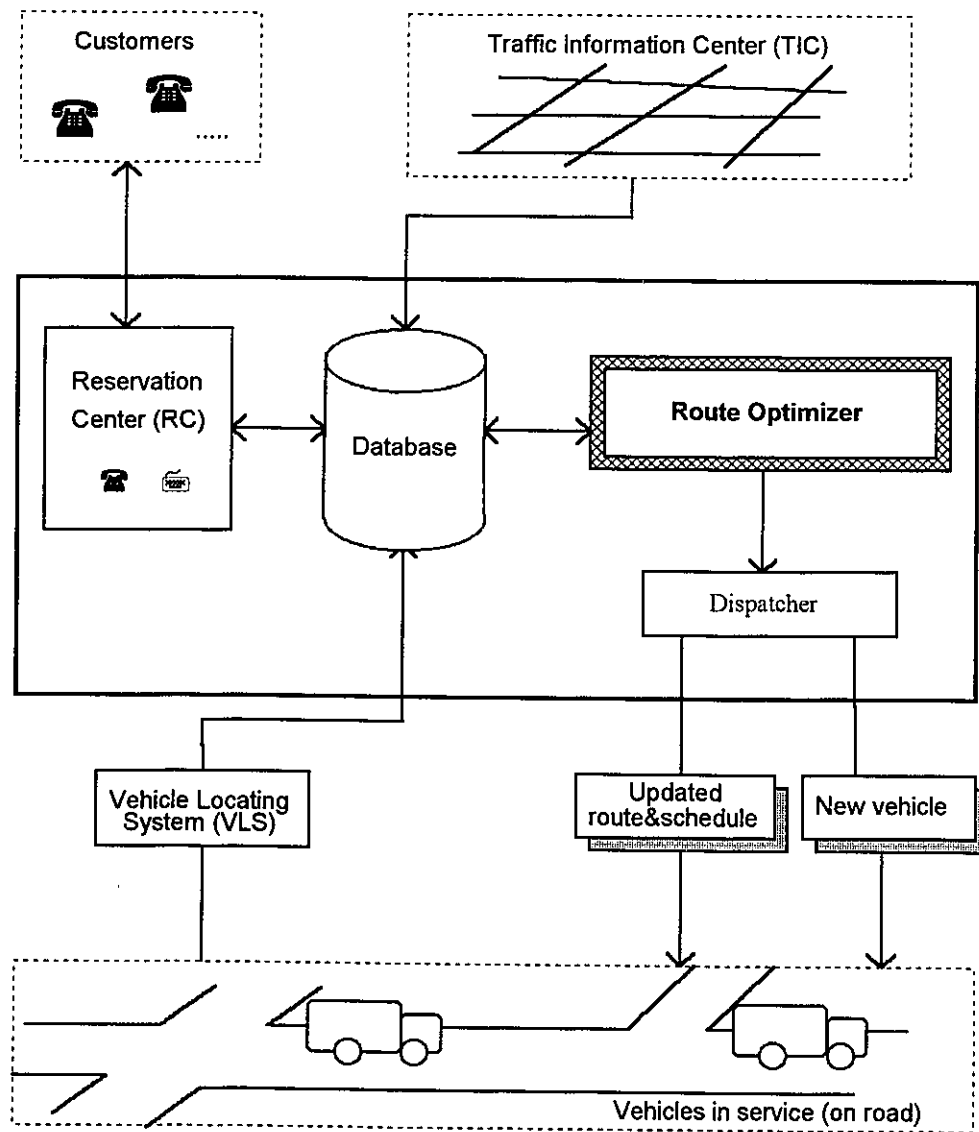 Customers
.....
Traffic Information Center (TIC)
Reservation
Center (RC)
Database
Route Optimizer
Dispatcher
Vehicle Locating
System (VLS)
Updated
route&schedule
New vehicle
Vehicles in service (on road)